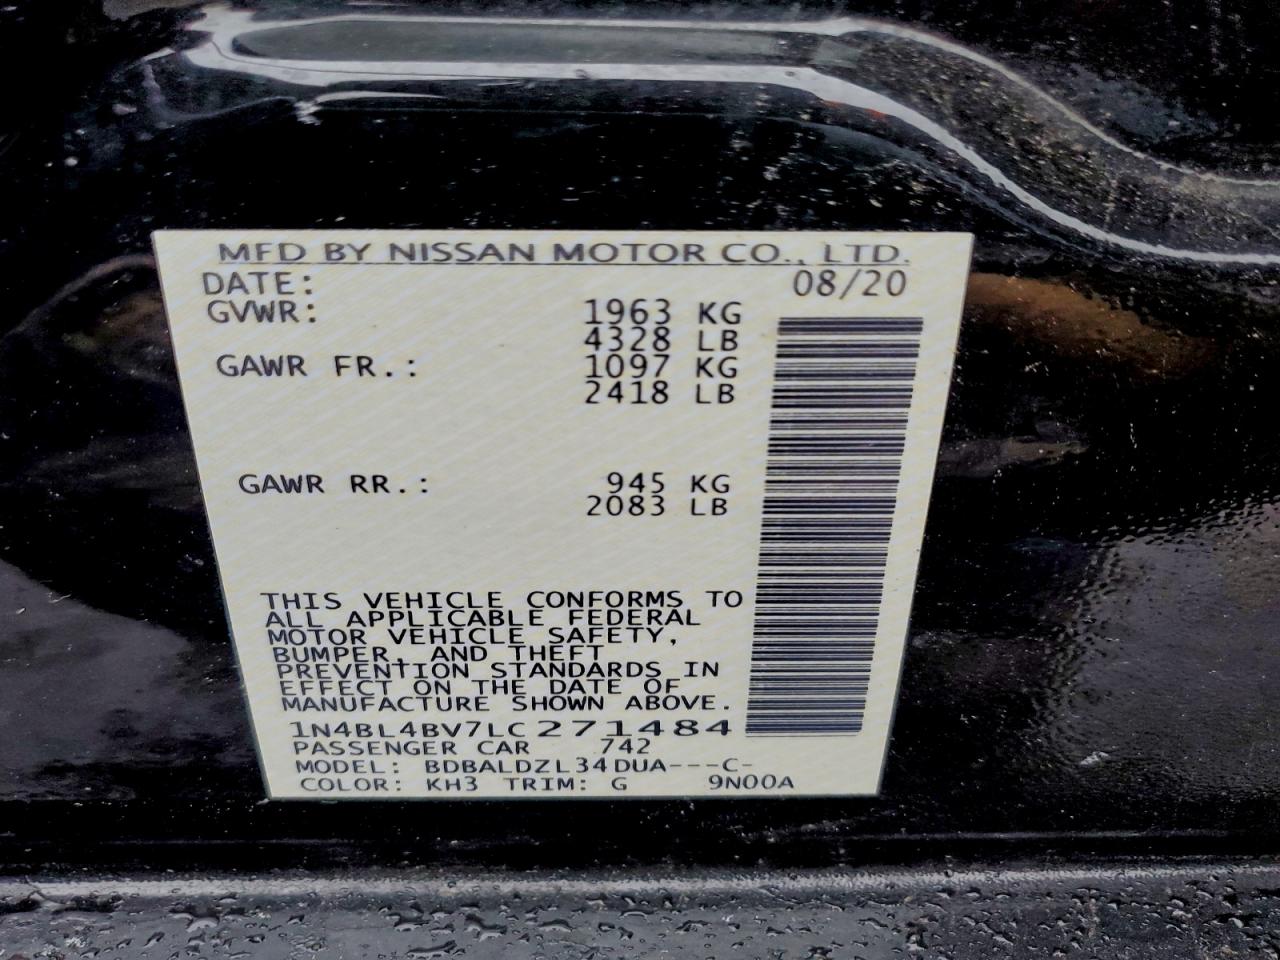 MFD BY NISSAN MOTOR CO., LTD.
DATE: 08/20
GVWR: 1963 KG
4328 LB
GAWR FR.: 1097 KG
2418 LB
GAWR RR.: 945 KG
2083 LB
THIS VEHICLE CONFORMS TO
ALL APPLICABLE FEDERAL
MOTOR VEHICLE SAFETY,
BUMPER, AND THEFT
PREVENTION STANDARDS IN
EFFECT ON THE DATE OF
MANUFACTURE SHOWN ABOVE.
1N4BL4BV7LC271484
PASSENGER CAR 742
MODEL: BDBALDZL34DUA---C-
COLOR: KH3 TRIM: G 9N00A